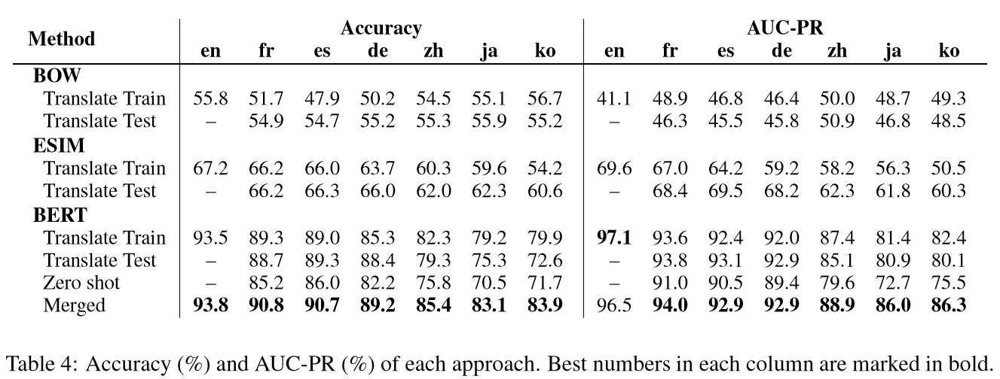 Method Accuracy AUC-PR
en fr es de zh ja ko en fr es de zh ja ko
BOW
Translate Train 55.8 51.7 47.9 50.2 54.5 55.1 56.7 41.1 48.9 46.8 46.4 50.0 48.7 49.3
Translate Test – 54.9 54.7 55.2 55.3 55.9 55.2 – 46.3 45.5 45.8 50.9 46.8 48.5
ESIM
Translate Train 67.2 66.2 66.0 63.7 60.3 59.6 54.2 69.6 67.0 64.2 59.2 58.2 56.3 50.5
Translate Test – 66.2 66.3 66.0 62.0 62.3 60.6 – 68.4 69.5 68.2 62.3 61.8 60.3
BERT
Translate Train 93.5 89.3 89.0 85.3 82.3 79.2 79.9 97.1 93.6 92.4 92.0 87.4 81.4 82.4
Translate Test – 88.7 89.3 88.4 79.3 75.3 72.6 – 93.8 93.1 92.9 85.1 80.9 80.1
Zero shot – 85.2 86.0 82.2 75.8 70.5 71.7 – 91.0 90.5 89.4 79.6 72.7 75.5
Merged 93.8 90.8 90.7 89.2 85.4 83.1 83.9 96.5 94.0 92.9 92.9 88.9 86.0 86.3
Table 4: Accuracy (%) and AUC-PR (%) of each approach. Best numbers in each column are marked in bold.